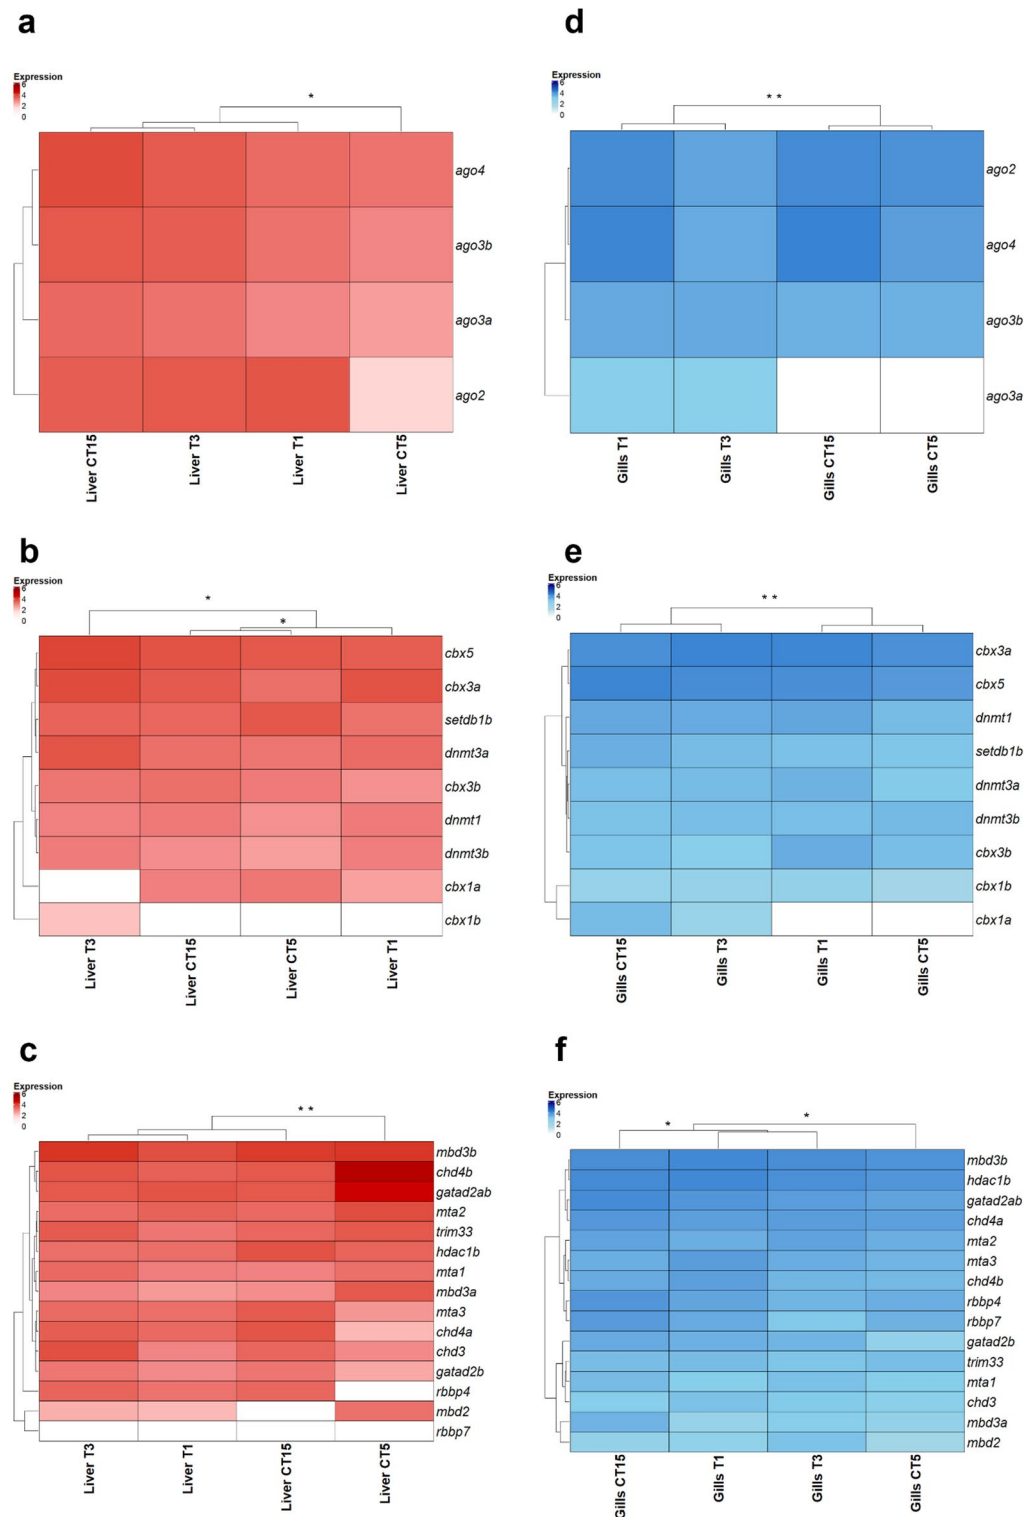 a
Expression
6
4
2
0
*
ago4
ago3b
ago3a
ago2
Liver CT15
Liver T3
Liver T1
Liver CT5
d
Expression
6
4
2
0
* *
ago2
ago4
ago3b
ago3a
Gills T1
Gills T3
Gills CT15
Gills CT5
b
Expression
6
4
2
0
*
*
cbx5
cbx3a
setdb1b
dnmt3a
cbx3b
dnmt1
dnmt3b
cbx1a
cbx1b
Liver T3
Liver CT15
Liver CT5
Liver T1
e
Expression
6
4
2
0
* *
cbx3a
cbx5
dnmt1
setdb1b
dnmt3a
dnmt3b
cbx3b
cbx1b
cbx1a
Gills CT15
Gills T3
Gills T1
Gills CT5
c
Expression
6
4
2
0
* *
mbd3b
chd4b
gatad2ab
mta2
trim33
hdac1b
mta1
mbd3a
mta3
chd4a
chd3
gatad2b
rbbp4
mbd2
rbbp7
Liver T3
Liver T1
Liver CT15
Liver CT5
f
Expression
6
4
2
0
*
*
mbd3b
hdac1b
gatad2ab
chd4a
mta2
mta3
chd4b
rbbp4
rbbp7
gatad2b
trim33
mta1
chd3
mbd3a
mbd2
Gills CT15
Gills T1
Gills T3
Gills CT5